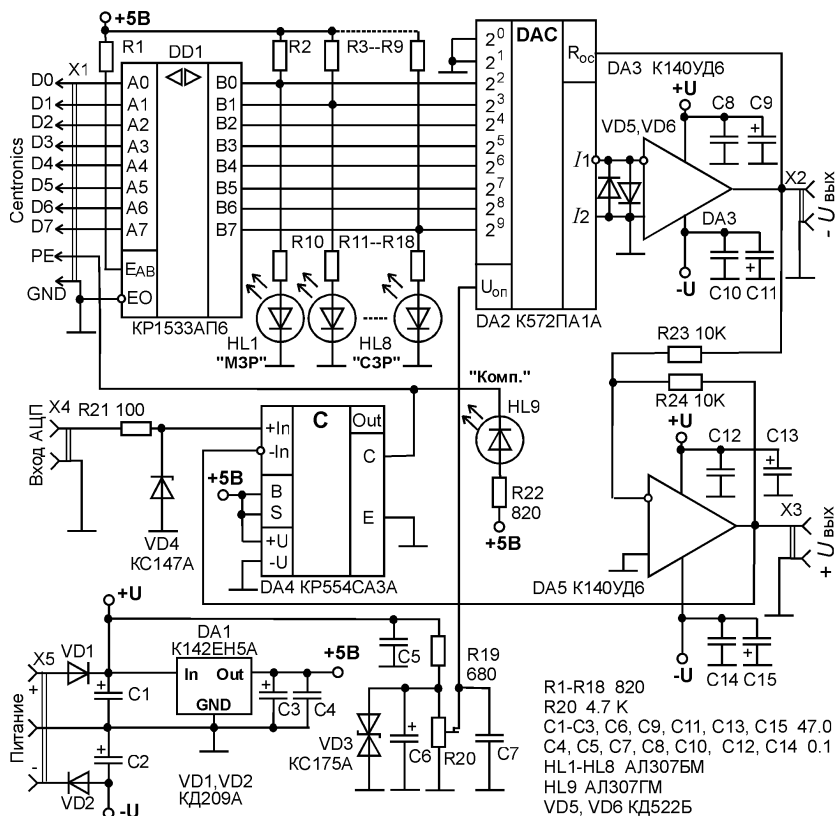 +5В
R1
DD1
R2
R3--R9
X1
D0
D1
D2
D3
D4
D5
D6
D7
PE
GND
Centronics
A0
A1
A2
A3
A4
A5
A6
A7
EAB
EO
B0
B1
B2
B3
B4
B5
B6
B7
КР1533АП6
R10
R11--R18
HL1
"МЗР"
HL8
"СЗР"
DAC
2⁰
2¹
2²
2³
2⁴
2⁵
2⁶
2⁷
2⁸
2⁹
Uоп
Rос
I1
I2
DA2 К572ПА1А
DA3 К140УД6
+U
C8
C9
VD5, VD6
DA3
X2
- U вых
-U
C10
C11
R23 10K
R24 10K
"Комп."
HL9
R22
820
+5В
X4
R21 100
Вход АЦП
VD4
КС147А
+In
-In
B
S
+U
-U
C
Out
C
E
+5В
DA4 КР554СА3А
+U
C12
C13
X3
+ U вых
DA5 К140УД6
-U
C14
C15
+U
X5
VD1
DA1
К142ЕН5А
In
Out
GND
+5В
Питание
+
-
C1
C2
C3
C4
VD2
-U
VD1, VD2
КД209А
C5
R19
680
VD3
КС175А
C6
R20
C7
R1-R18 820
R20 4.7 K
C1-C3, C6, C9, C11, C13, C15 47.0
C4, C5, C7, C8, C10, C12, C14 0.1
HL1-HL8 АЛ307БМ
HL9 АЛ307ГМ
VD5, VD6 КД522Б